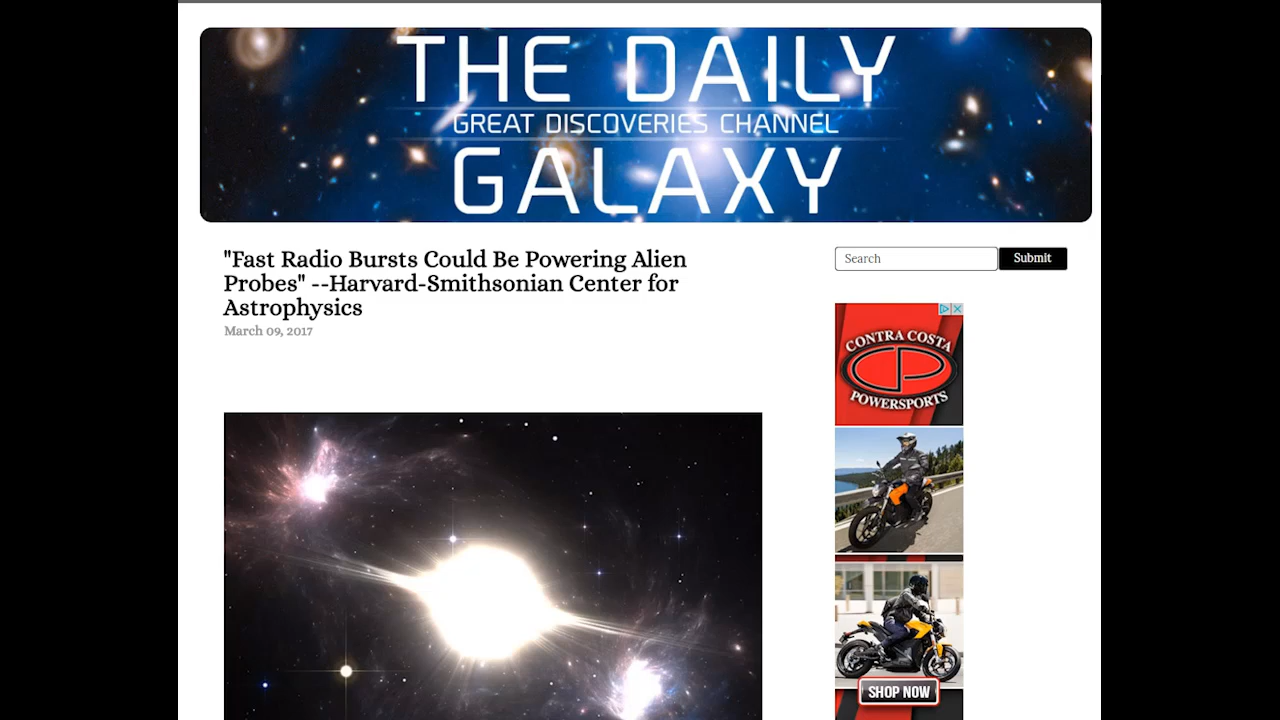 THE DAILY
GREAT DISCOVERIES CHANNEL
GALAXY
"Fast Radio Bursts Could Be Powering Alien
Probes" --Harvard-Smithsonian Center for
Astrophysics
March 09, 2017
Search
Submit
CONTRA COSTA
CP
POWERSPORTS
SHOP NOW